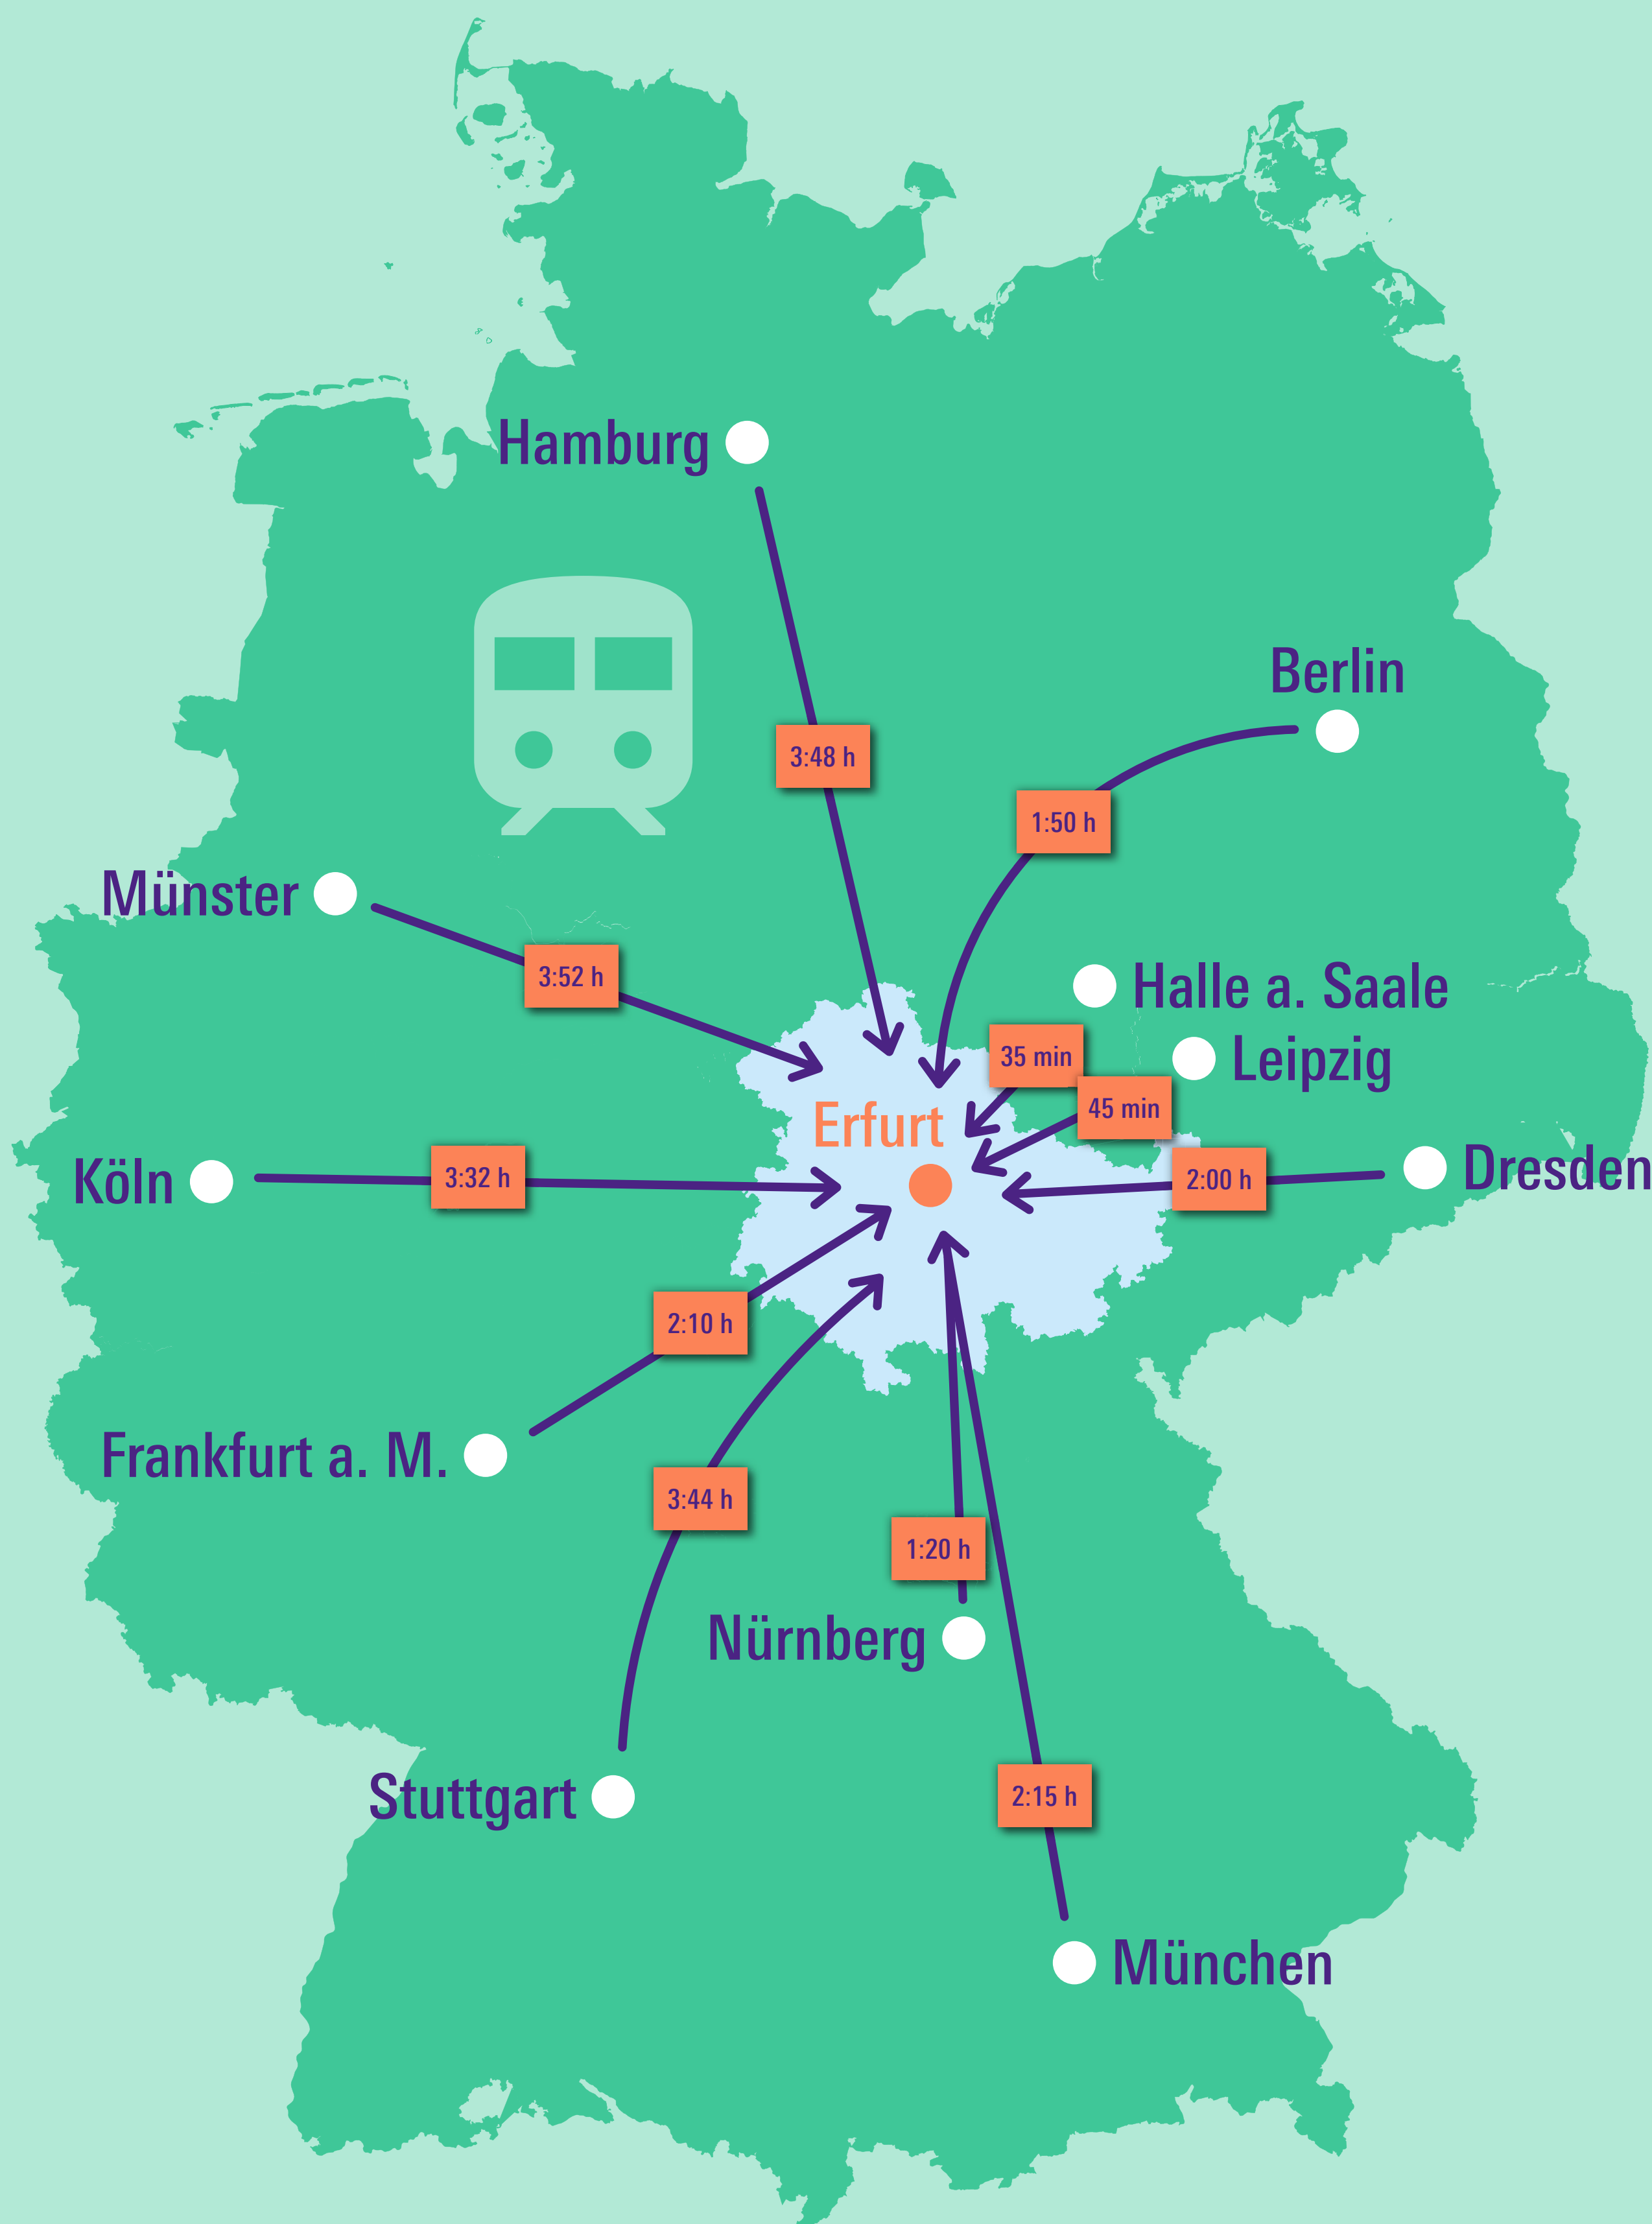 Hamburg
Berlin
3:48 h
1:50 h
Münster
3:52 h
Halle a. Saale
35 min
Leipzig
45 min
Erfurt
Köln
3:32 h
2:00 h
Dresden
2:10 h
Frankfurt a. M.
3:44 h
1:20 h
Nürnberg
Stuttgart
2:15 h
München